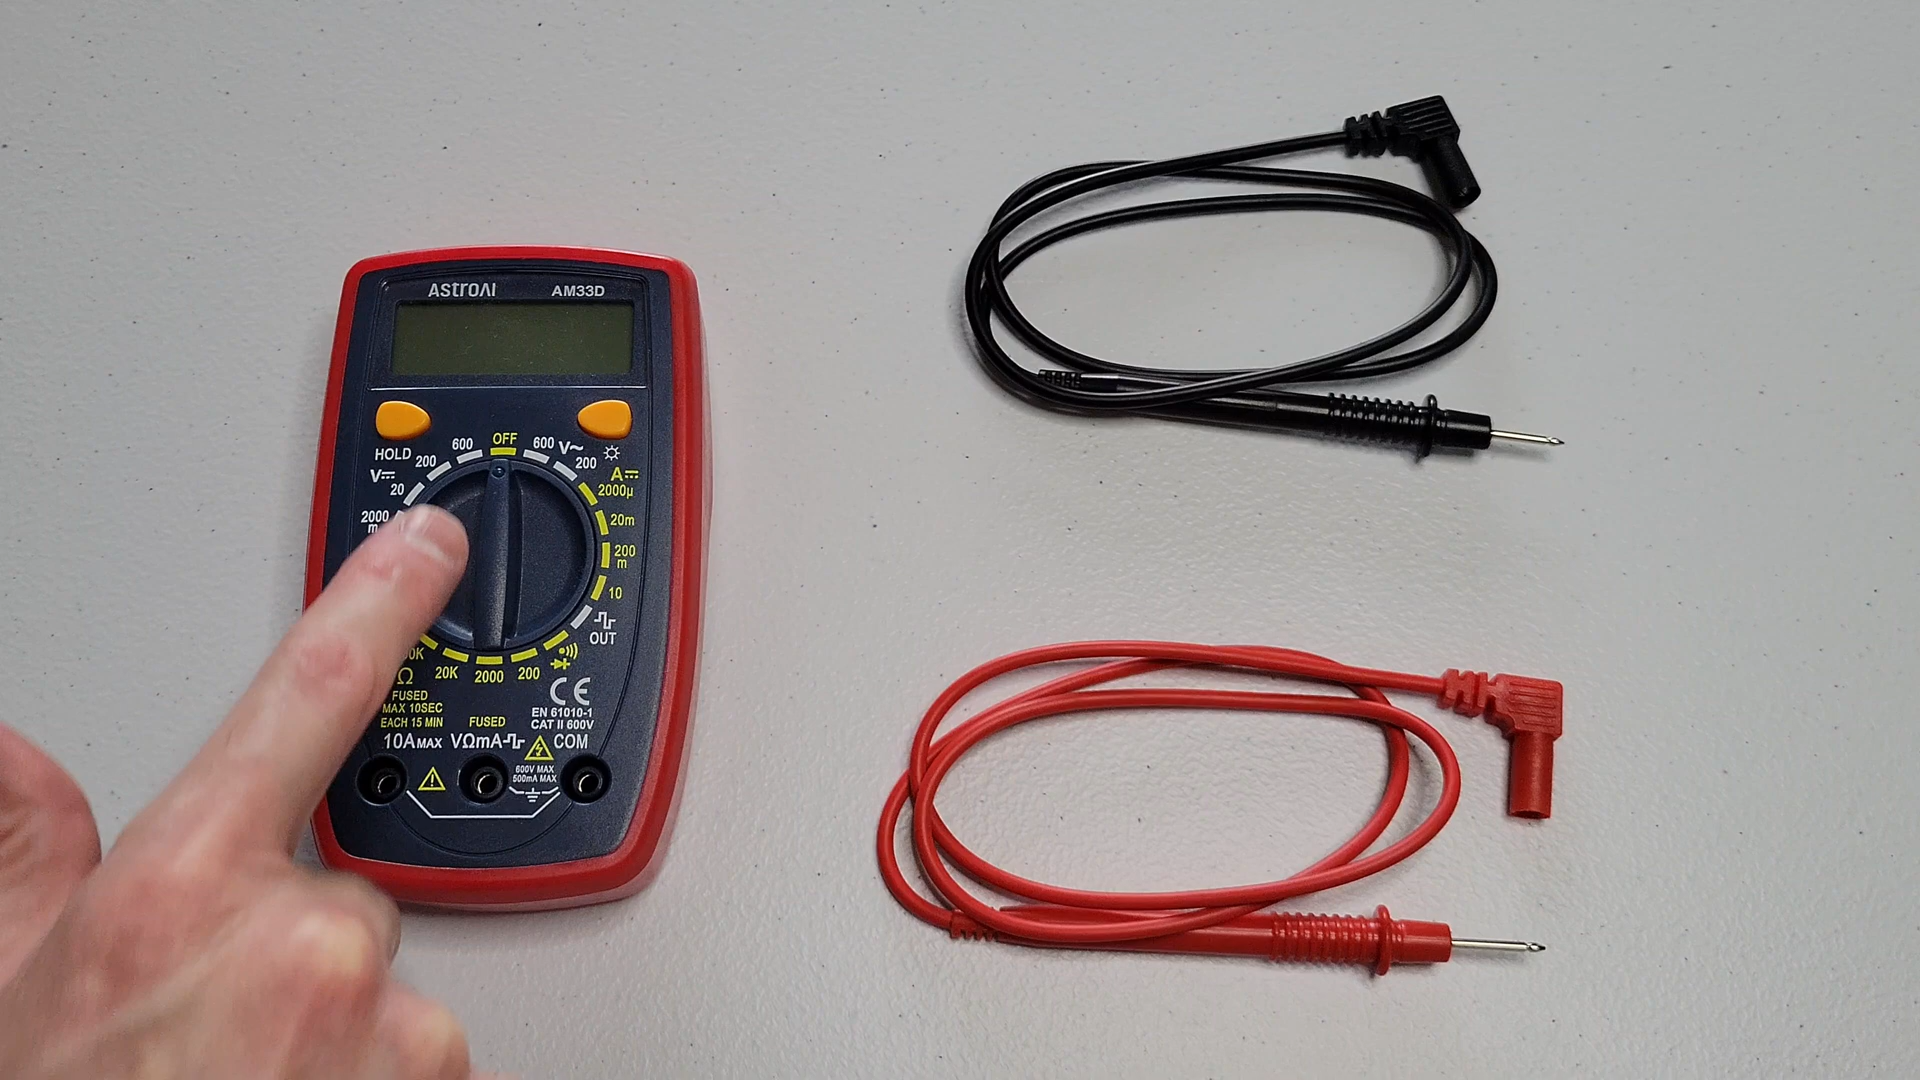 ASTROAI AM33D
HOLD
OFF
600
200
V⎓
20
2000
600
V~
200
A⎓
2000µ
20m
200
m
10
OUT
200
2000
20K
Ω
FUSED
MAX 10SEC
EACH 15 MIN
FUSED
CE
EN 61010-1
CAT II 600V
10AMAX VΩmA COM
600V MAX
500mA MAX